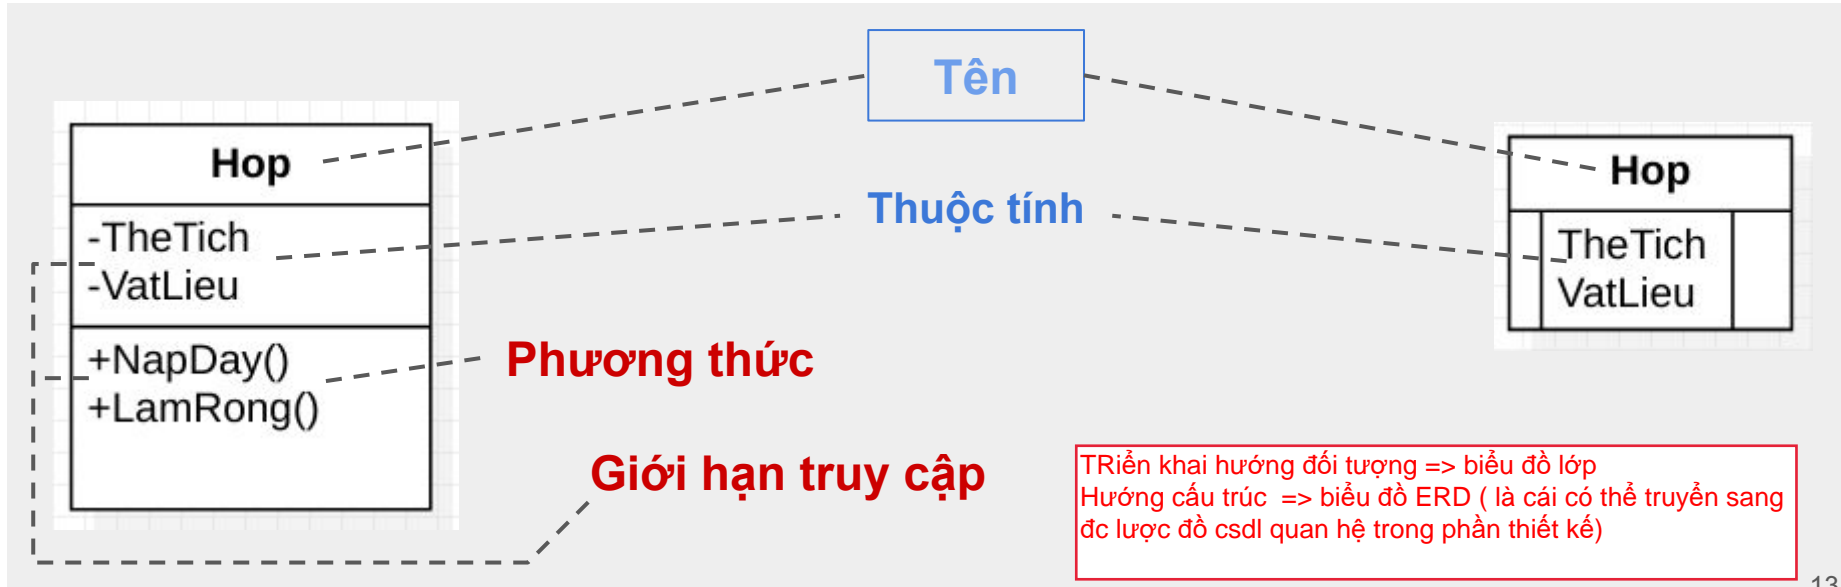 Tên
Hop
-TheTich
-VatLieu
+NapDay()
+LamRong()
Thuộc tính
Phương thức
Giới hạn truy cập
Hop
TheTich
VatLieu
TRiển khai hướng đối tượng => biểu đồ lớp
Hướng cấu trúc => biểu đồ ERD ( là cái có thể truyển sang
đc lược đồ csdl quan hệ trong phần thiết kế)
13